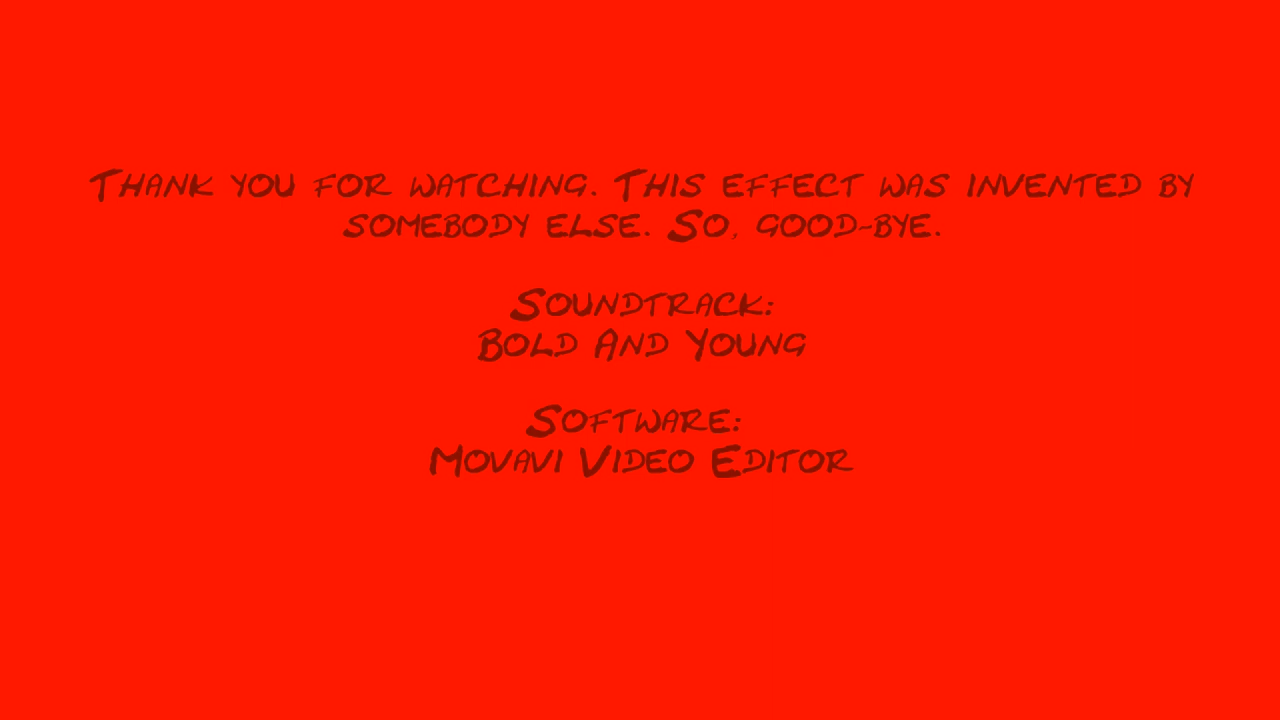 Thank you for watching. This effect was invented by
somebody else. So, good-bye.
Soundtrack:
Bold And Young
Software:
Movavi Video Editor